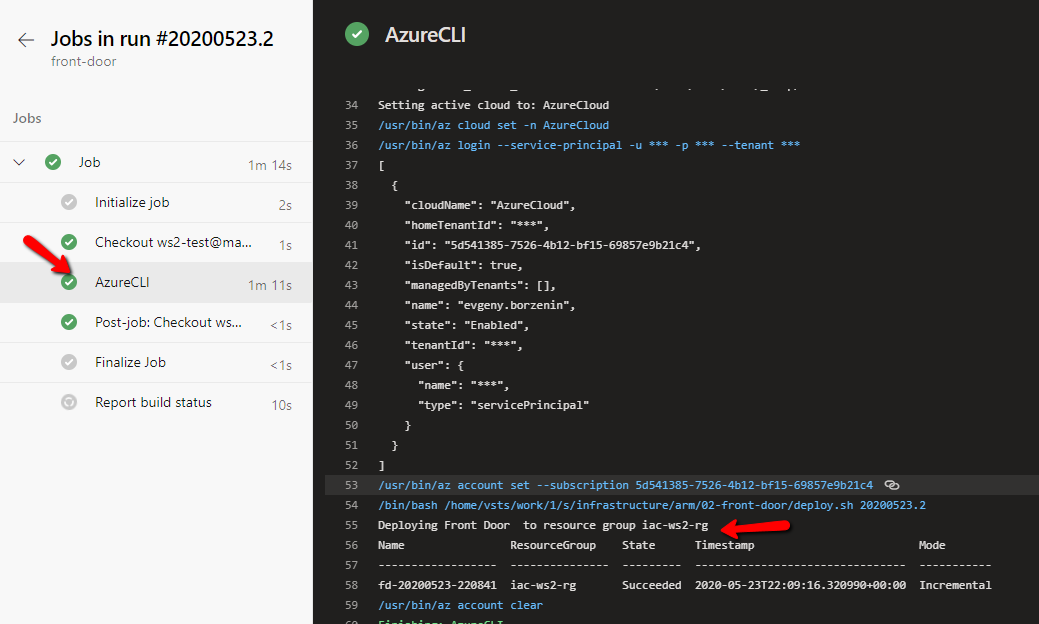 Jobs in run #20200523.2
front-door
Jobs
Job 1m 14s
Initialize job 2s
Checkout ws2-test@ma... 1s
AzureCLI 1m 11s
Post-job: Checkout ws... <1s
Finalize Job <1s
Report build status 10s
AzureCLI
34 Setting active cloud to: AzureCloud
35 /usr/bin/az cloud set -n AzureCloud
36 /usr/bin/az login --service-principal -u *** -p *** --tenant ***
37 [
38 {
39 "cloudName": "AzureCloud",
40 "homeTenantId": "***",
41 "id": "5d541385-7526-4b12-bf15-69857e9b21c4",
42 "isDefault": true,
43 "managedByTenants": [],
44 "name": "evgeny.borzenin",
45 "state": "Enabled",
46 "tenantId": "***",
47 "user": {
48 "name": "***",
49 "type": "servicePrincipal"
50 }
51 }
52 ]
53 /usr/bin/az account set --subscription 5d541385-7526-4b12-bf15-69857e9b21c4
54 /bin/bash /home/vsts/work/1/s/infrastructure/arm/02-front-door/deploy.sh 20200523.2
55 Deploying Front Door  to resource group iac-ws2-rg
56 Name ResourceGroup State Timestamp Mode
57 ------------------ --------------- --------- -------------------------------- -----------
58 fd-20200523-220841 iac-ws2-rg Succeeded 2020-05-23T22:09:16.320990+00:00 Incremental
59 /usr/bin/az account clear
60 Finishing: AzureCLI